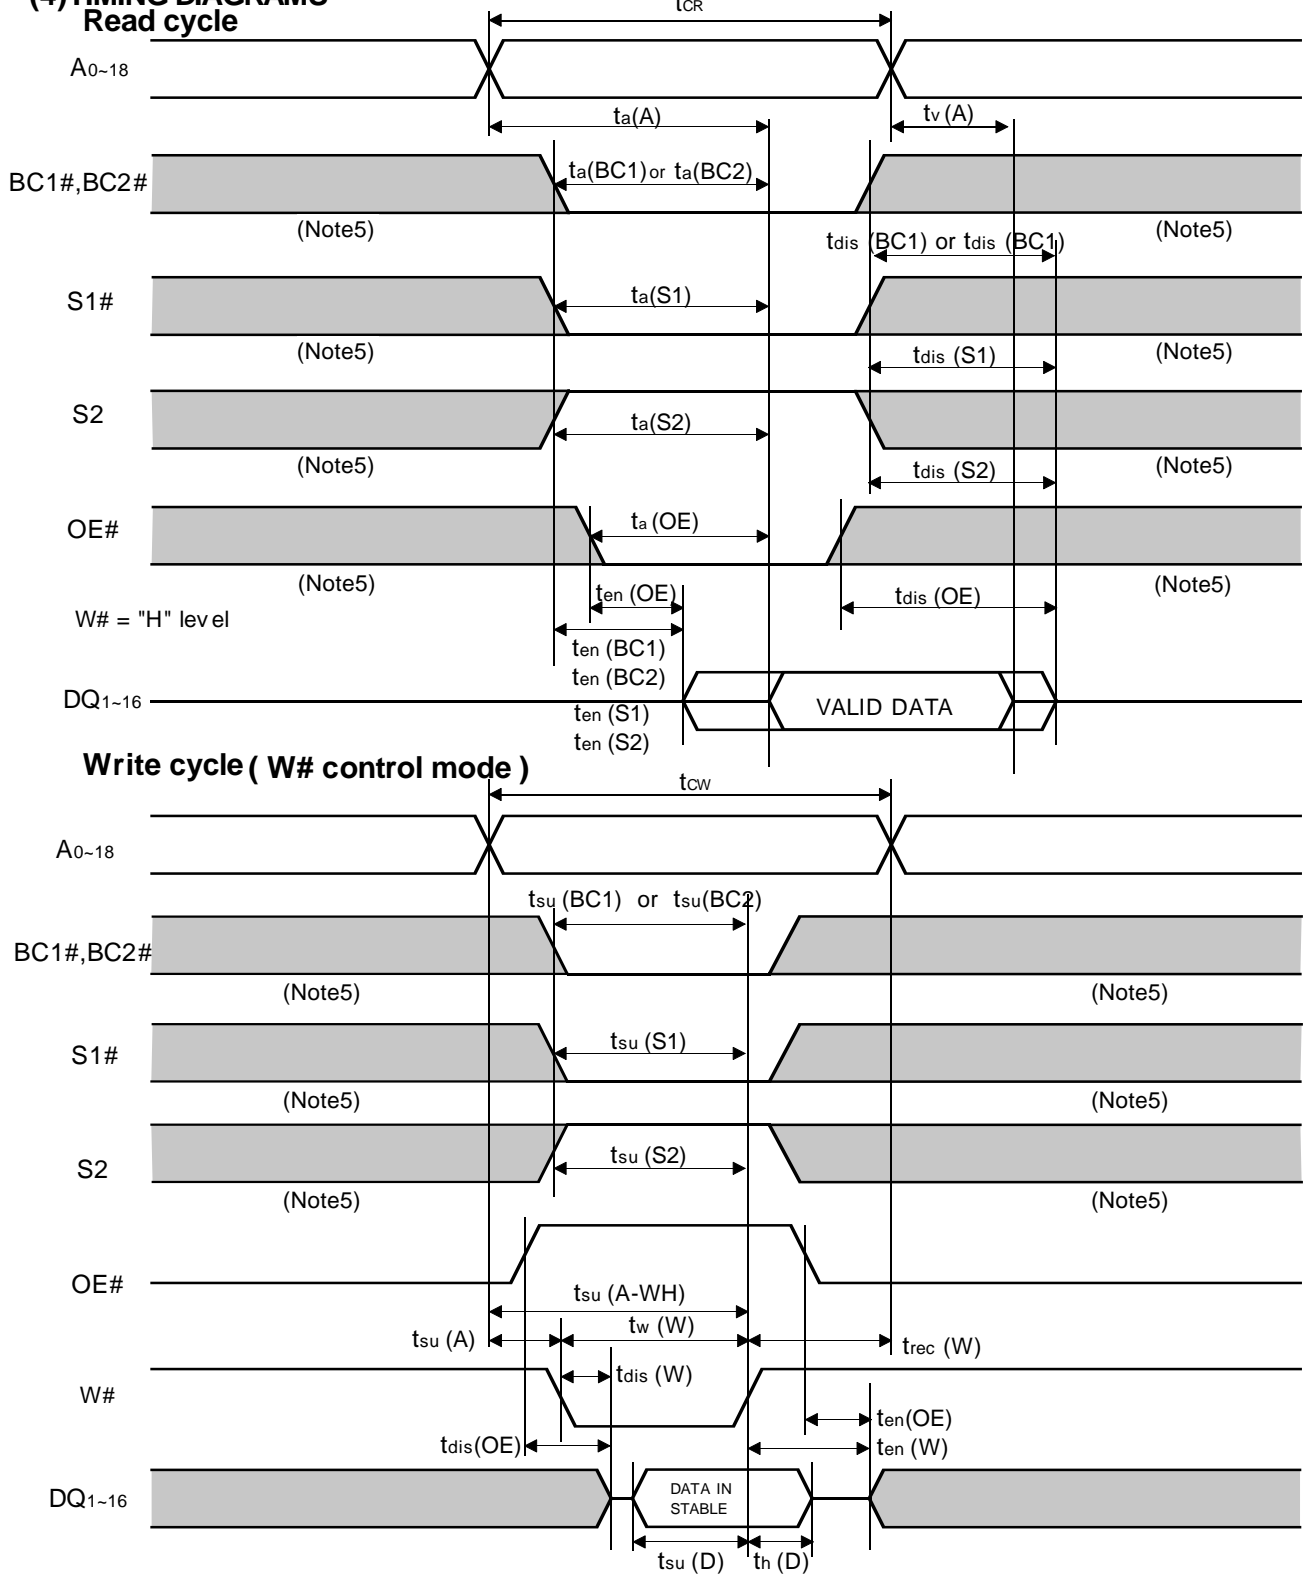 (4)TIMING DIAGRAMS
Read cycle
tCR
A0~18
ta(A)
tv (A)
BC1#,BC2#
ta(BC1) or ta(BC2)
(Note5)
(Note5)
tdis (BC1) or tdis (BC1)
S1#
ta(S1)
(Note5)
(Note5)
tdis (S1)
S2
ta(S2)
(Note5)
(Note5)
tdis (S2)
OE#
ta (OE)
(Note5)
(Note5)
ten (OE)
tdis (OE)
W# = "H" level
ten (BC1)
ten (BC2)
DQ1~16
ten (S1)
ten (S2)
VALID DATA
Write cycle ( W# control mode )
tCW
A0~18
tsu (BC1) or tsu(BC2)
BC1#,BC2#
(Note5)
(Note5)
S1#
tsu (S1)
(Note5)
(Note5)
S2
tsu (S2)
(Note5)
(Note5)
OE#
tsu (A-WH)
tsu (A)
tw (W)
trec (W)
W#
tdis (W)
ten(OE)
tdis(OE)
ten (W)
DQ1~16
DATA IN
STABLE
tsu (D)
th (D)